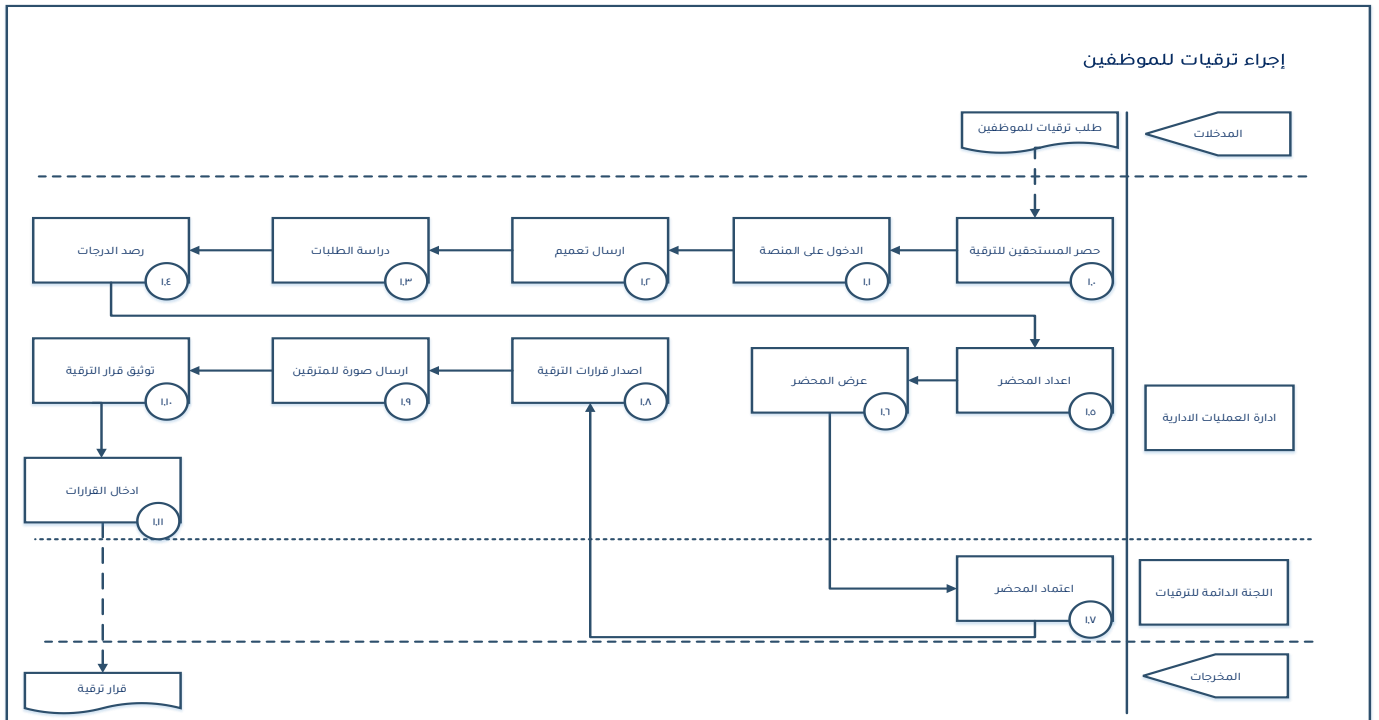 إجراء ترقيات للموظفين
المدخلات
طلب ترقيات للموظفين
حصر المستحقين للترقية
١.٠
الدخول على المنصة
١.١
ارسال تعميم
١.٢
دراسة الطلبات
١.٣
رصد الدرجات
١.٤
ادارة العمليات الادارية
اعداد المحضر
١.٥
عرض المحضر
١.٦
اصدار قرارات الترقية
١.٨
ارسال صورة للمترقين
١.٩
توثيق قرار الترقية
١.١٠
ادخال القرارات
١.١١
اللجنة الدائمة للترقيات
اعتماد المحضر
١.٧
المخرجات
قرار ترقية